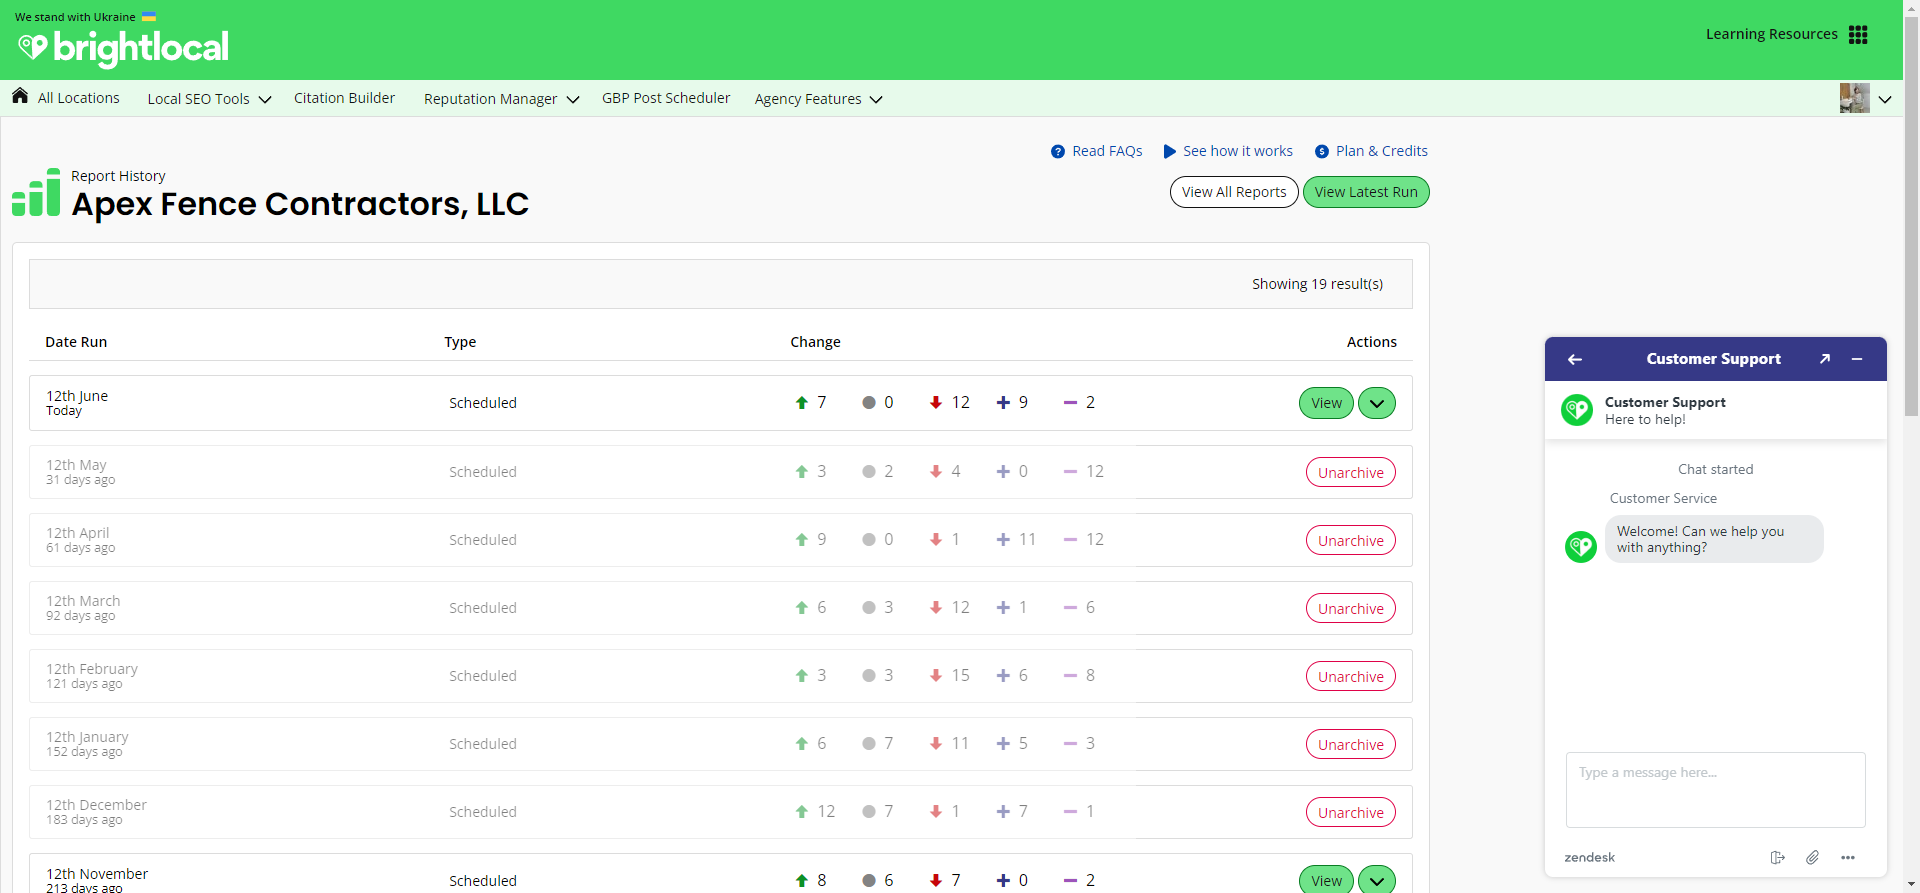 We stand with Ukraine
brightlocal
Learning Resources
All Locations
Local SEO Tools
Citation Builder
Reputation Manager
GBP Post Scheduler
Agency Features
Read FAQs
See how it works
Plan & Credits
Report History
Apex Fence Contractors, LLC
View All Reports
View Latest Run
Showing 19 result(s)
Date Run Type Change Actions
12th June
Today
Scheduled 7 0 12 9 2 View
12th May
31 days ago
Scheduled 3 2 4 0 12 Unarchive
12th April
61 days ago
Scheduled 9 0 1 11 12 Unarchive
12th March
92 days ago
Scheduled 6 3 12 1 6 Unarchive
12th February
121 days ago
Scheduled 3 3 15 6 8 Unarchive
12th January
152 days ago
Scheduled 6 7 11 5 3 Unarchive
12th December
183 days ago
Scheduled 12 7 1 7 1 Unarchive
12th November
213 days ago
Scheduled 8 6 7 0 2 View
Customer Support
Customer Support
Here to help!
Chat started
Customer Service
Welcome! Can we help you
with anything?
Type a message here...
zendesk